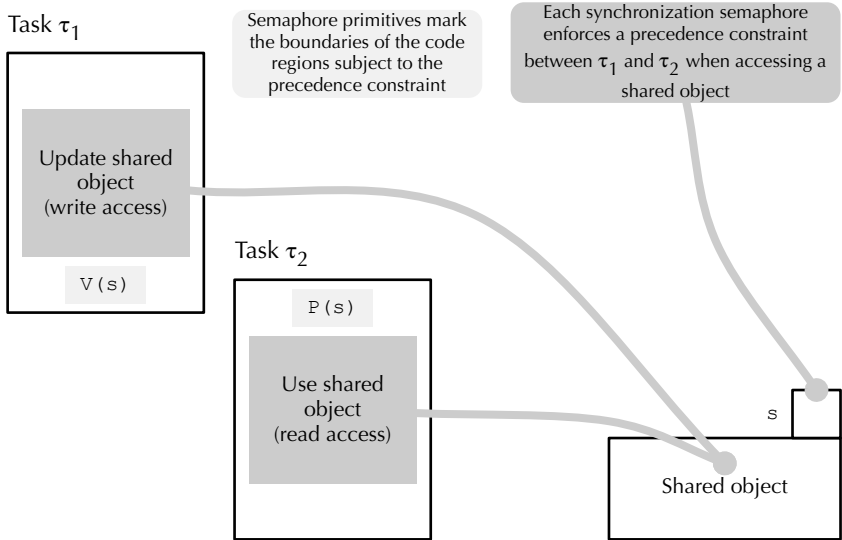 Task τ1
Semaphore primitives mark
the boundaries of the code
regions subject to the
precedence constraint
Each synchronization semaphore
enforces a precedence constraint
between τ1 and τ2 when accessing a
shared object
Update shared
object
(write access)
V(s)
Task τ2
P(s)
Use shared
object
(read access)
s
Shared object